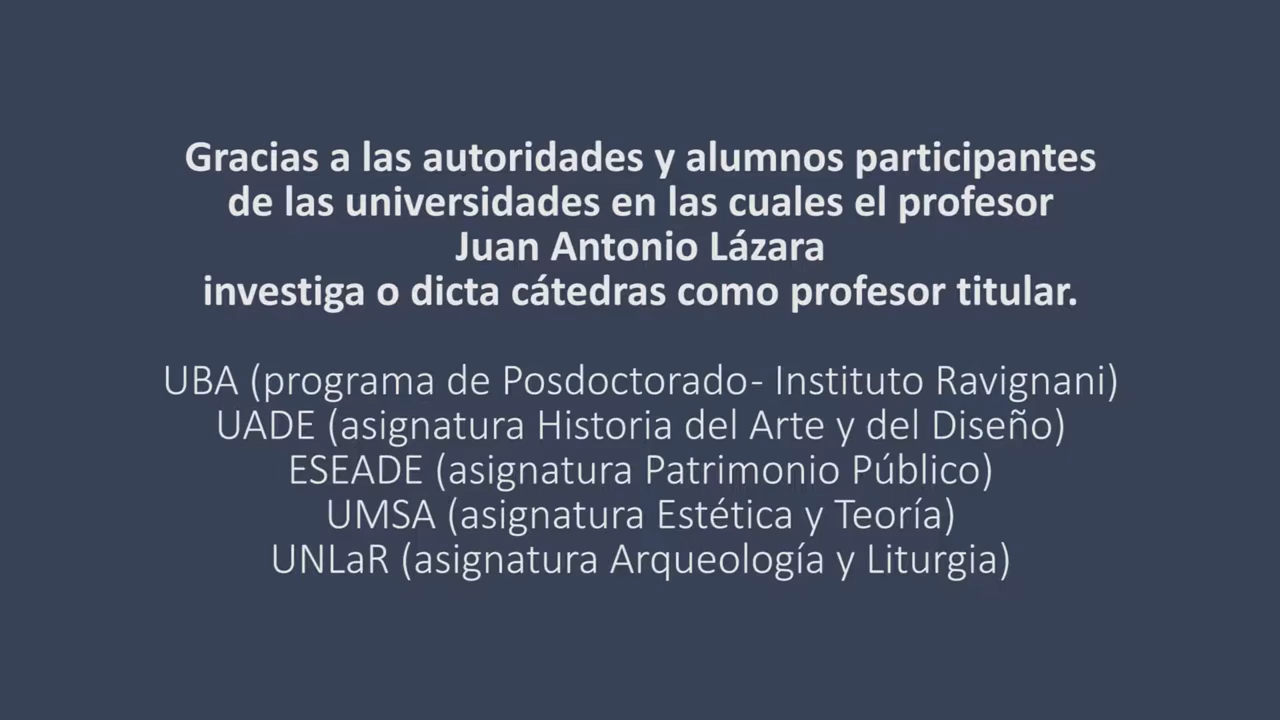 Gracias a las autoridades y alumnos participantes
de las universidades en las cuales el profesor
Juan Antonio Lázara
investiga o dicta cátedras como profesor titular.
UBA (programa de Posdoctorado- Instituto Ravignani)
UADE (asignatura Historia del Arte y del Diseño)
ESEADE (asignatura Patrimonio Público)
UMSA (asignatura Estética y Teoría)
UNLaR (asignatura Arqueología y Liturgia)